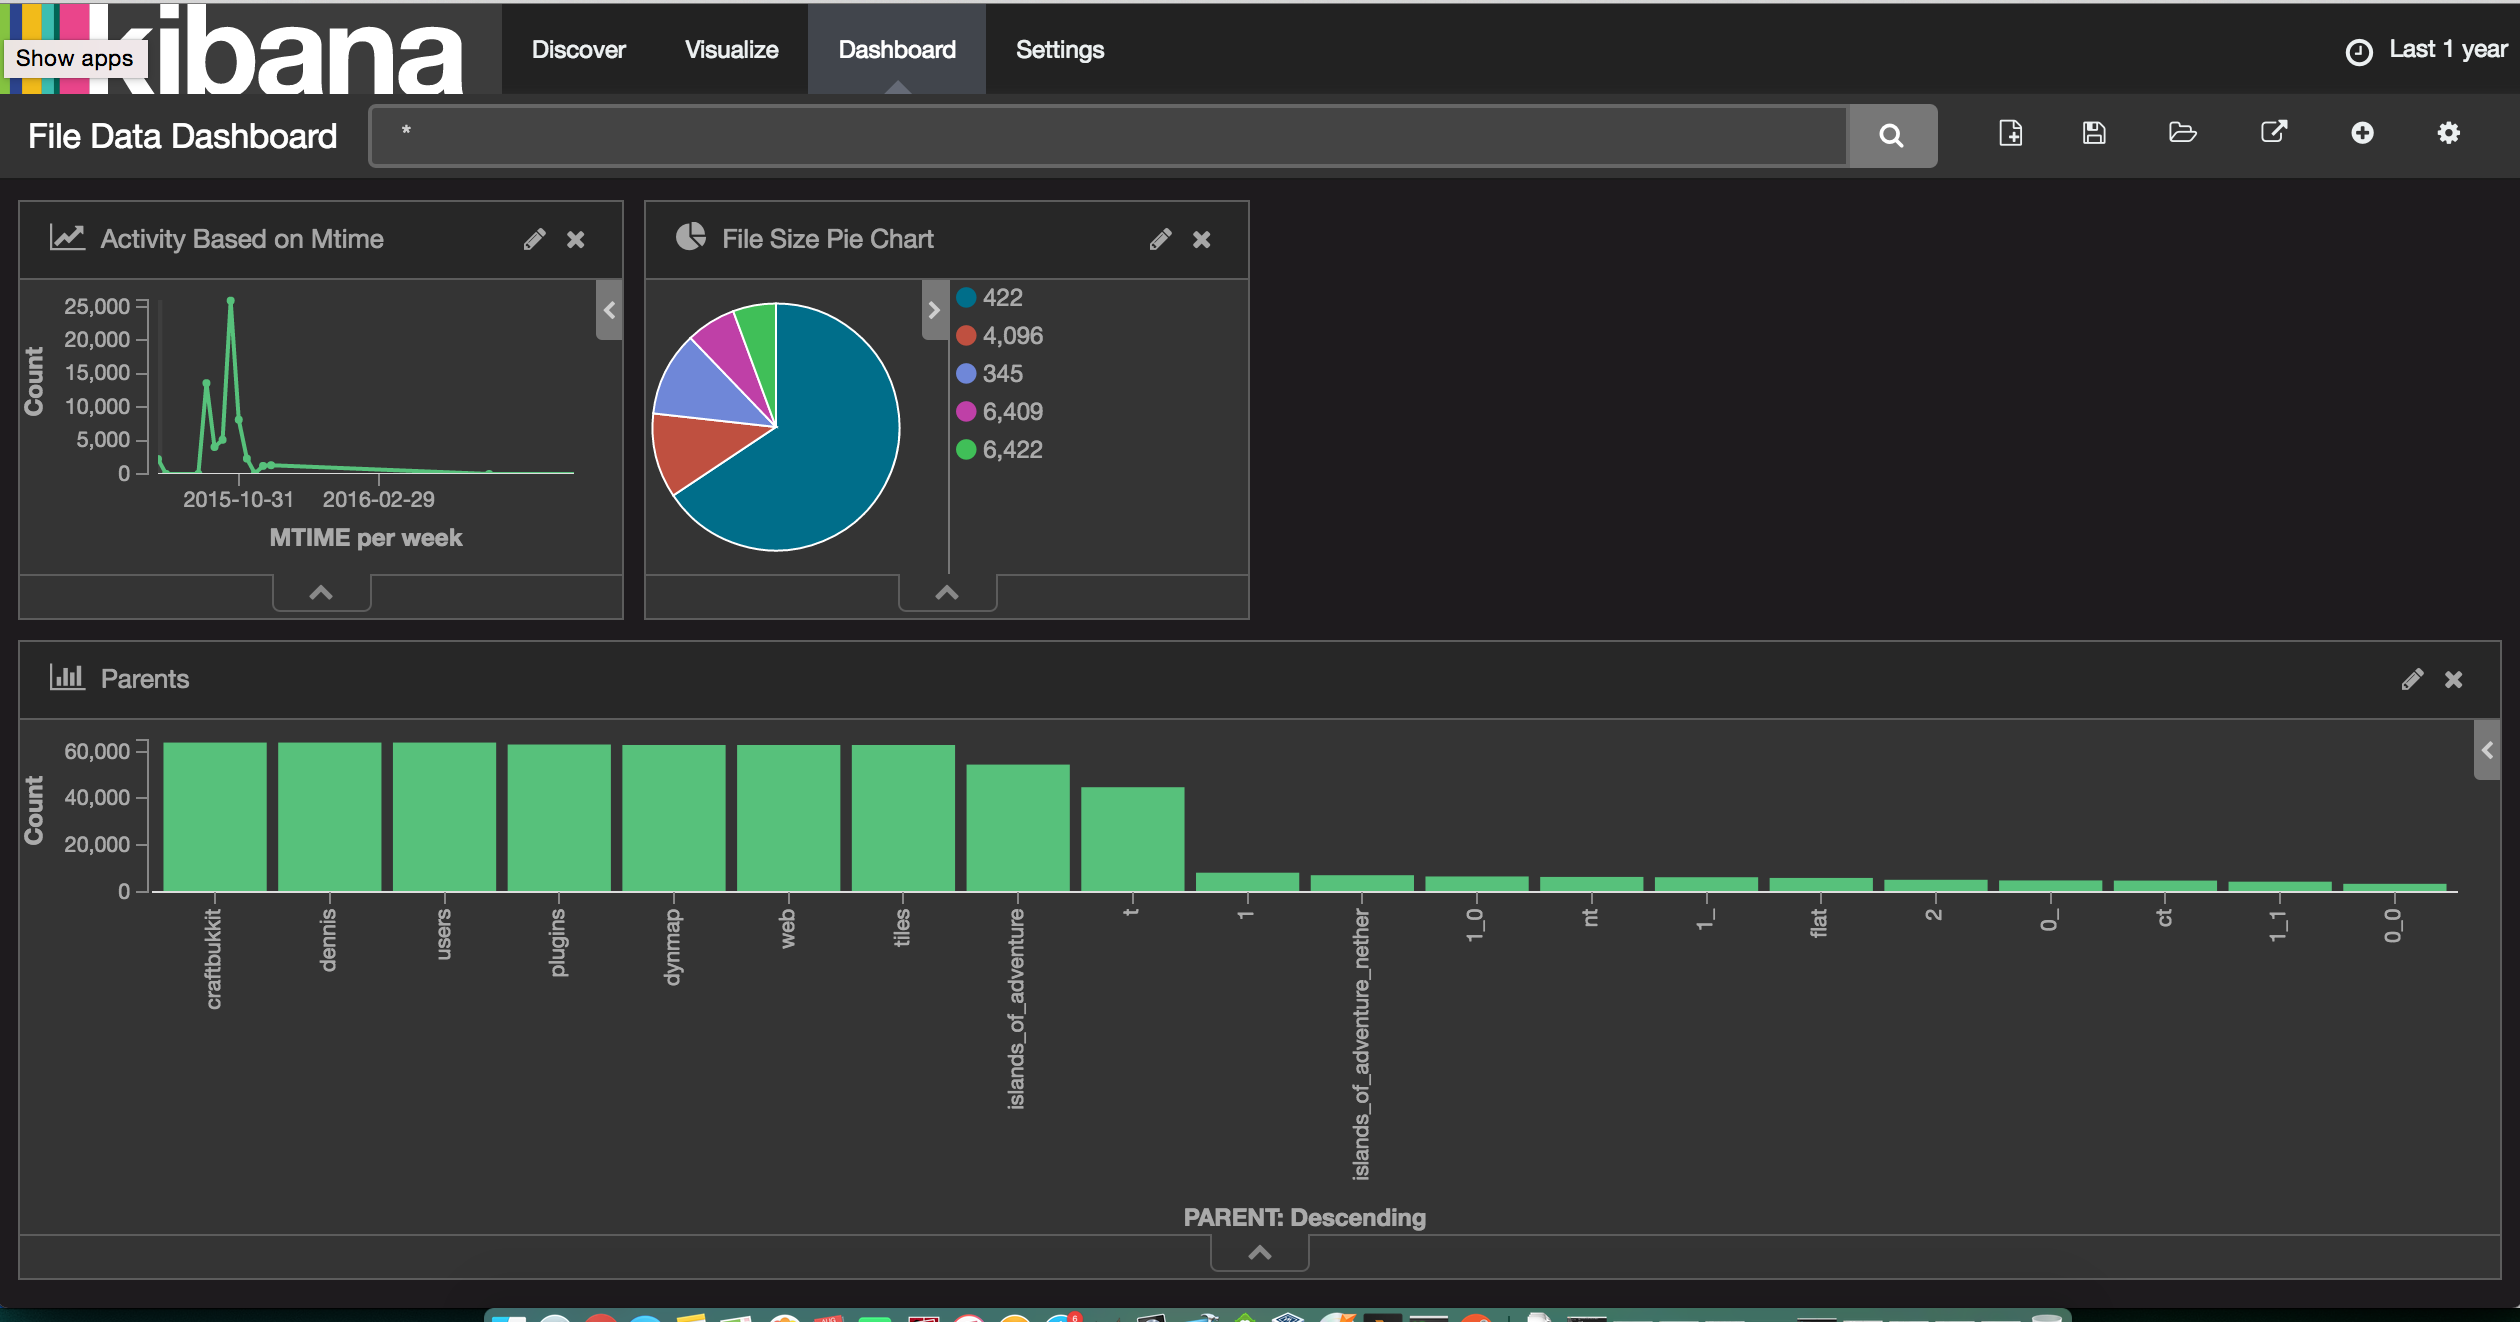 kibana
Show apps
Discover
Visualize
Dashboard
Settings
Last 1 year
File Data Dashboard
*
Activity Based on Mtime
25,000
20,000
15,000
10,000
5,000
0
Count
2015-10-31
2016-02-29
MTIME per week
File Size Pie Chart
422
4,096
345
6,409
6,422
Parents
60,000
40,000
20,000
0
Count
craftbukkit
dennis
users
plugins
dynmap
web
tiles
islands_of_adventure
t
1
islands_of_adventure_nether
1_0
nt
1_
flat
2
0_
ct
1_1
0_0
PARENT: Descending
6